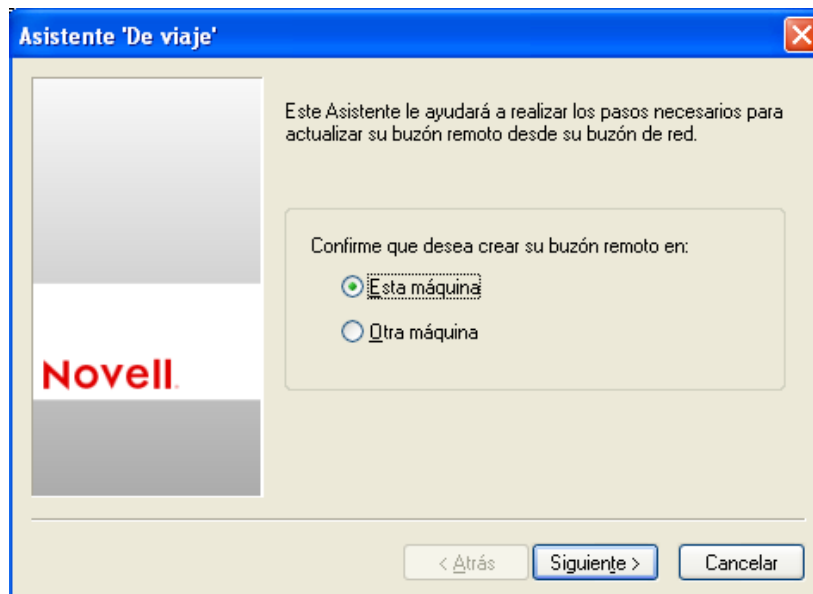 Asistente 'De viaje'
Este Asistente le ayudará a realizar los pasos necesarios para
actualizar su buzón remoto desde su buzón de red.
Confirme que desea crear su buzón remoto en:
Esta máquina
Otra máquina
Novell.
< Atrás
Siguiente >
Cancelar